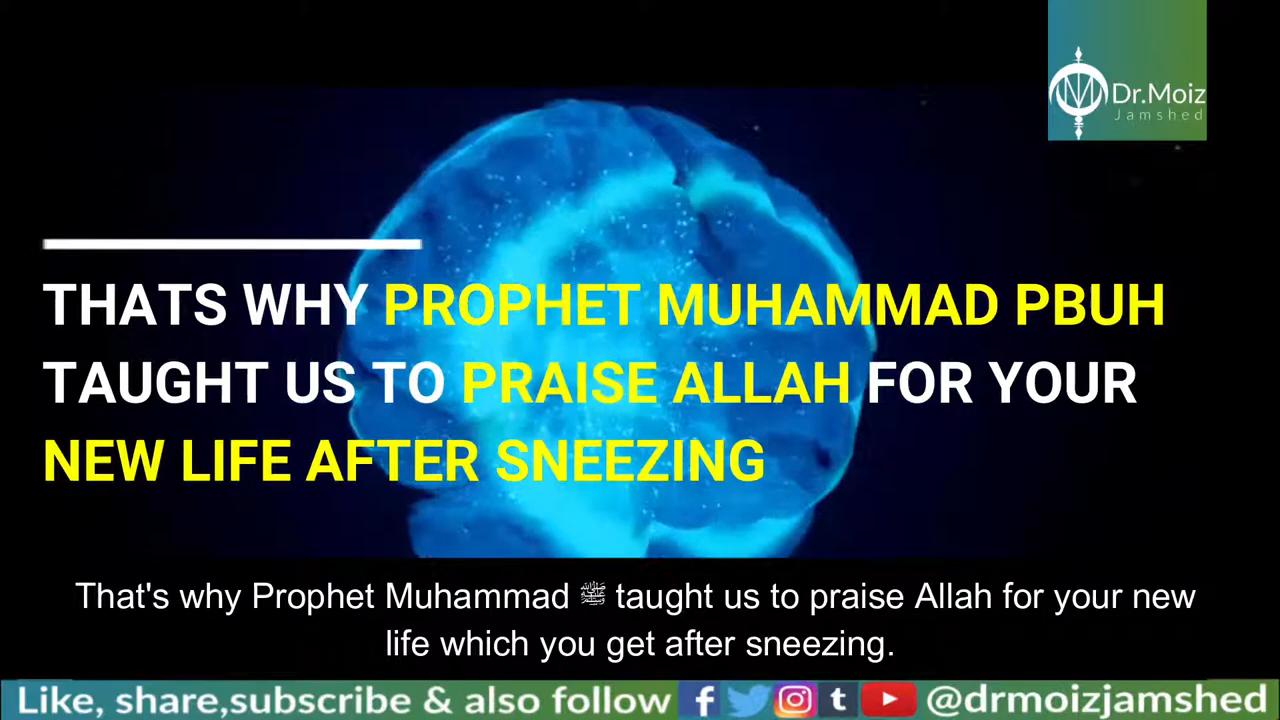 Dr.Moiz
Jamshed
THATS WHY PROPHET MUHAMMAD PBUH
TAUGHT US TO PRAISE ALLAH FOR YOUR
NEW LIFE AFTER SNEEZING
That's why Prophet Muhammad ﷺ taught us to praise Allah for your new
life which you get after sneezing.
Like, share,subscribe & also follow @drmoizjamshed